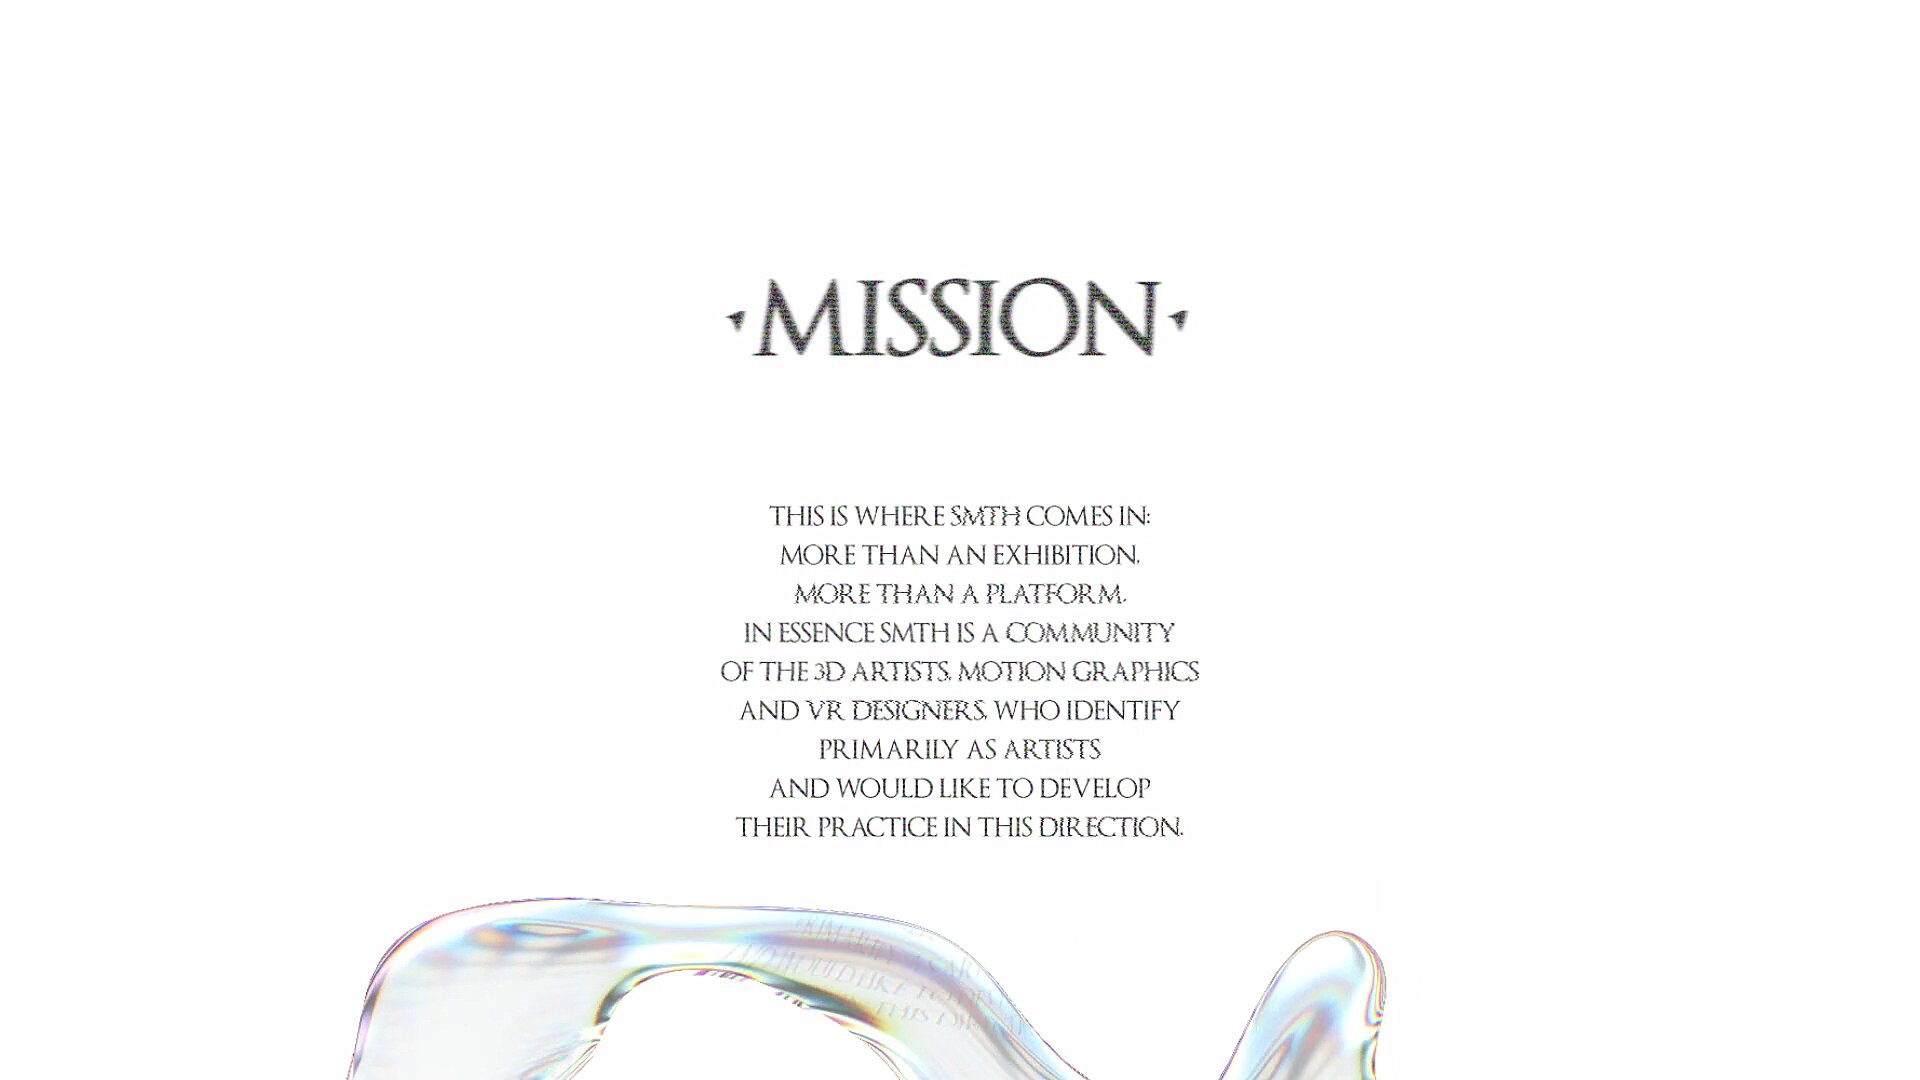 MISSION
THIS IS WHERE SMTH COMES IN:
MORE THAN AN EXHIBITION,
MORE THAN A PLATFORM.
IN ESSENCE SMTH IS A COMMUNITY
OF THE 3D ARTISTS, MOTION GRAPHICS
AND VR DESIGNERS, WHO IDENTIFY
PRIMARILY AS ARTISTS
AND WOULD LIKE TO DEVELOP
THEIR PRACTICE IN THIS DIRECTION.